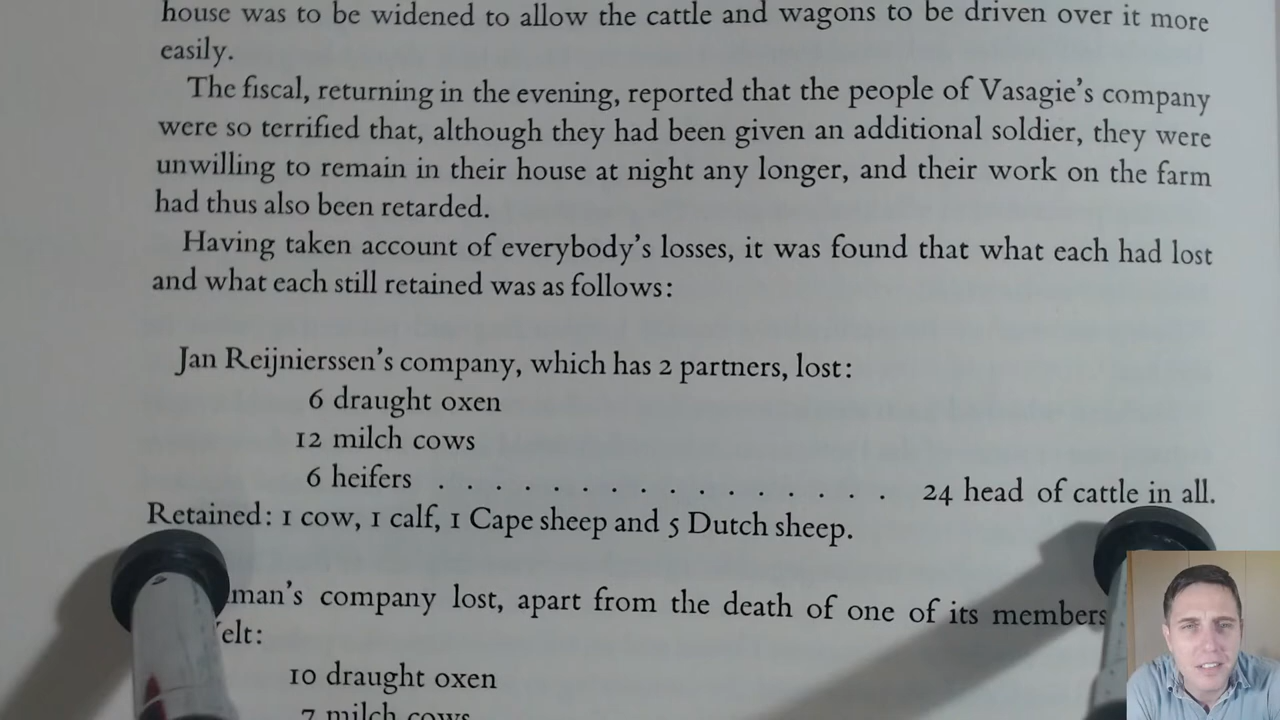 house was to be widened to allow the cattle and wagons to be driven over it more
easily.
The fiscal, returning in the evening, reported that the people of Vasagie's company
were so terrified that, although they had been given an additional soldier, they were
unwilling to remain in their house at night any longer, and their work on the farm
had thus also been retarded.
Having taken account of everybody's losses, it was found that what each had lost
and what each still retained was as follows:
Jan Reijnierssen's company, which has 2 partners, lost:
6 draught oxen
12 milch cows
6 heifers . . . . . . . . . . . . . . . . 24 head of cattle in all.
Retained: 1 cow, 1 calf, 1 Cape sheep and 5 Dutch sheep.
man's company lost, apart from the death of one of its members
elt:
10 draught oxen
7 milch cows